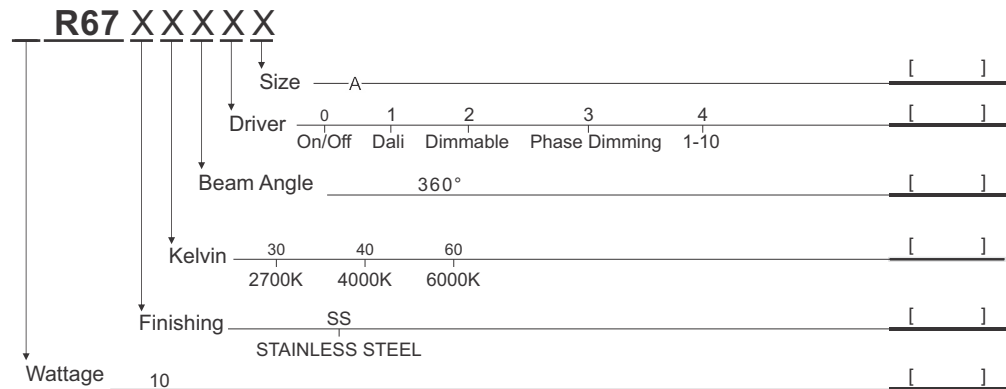 R67 X X X X X
Size A [ ]
0 1 2 3 4
Driver [ ]
On/Off Dali Dimmable Phase Dimming 1-10
Beam Angle 360° [ ]
30 40 60
Kelvin [ ]
2700K 4000K 6000K
SS
Finishing [ ]
STAINLESS STEEL
Wattage 10 [ ]